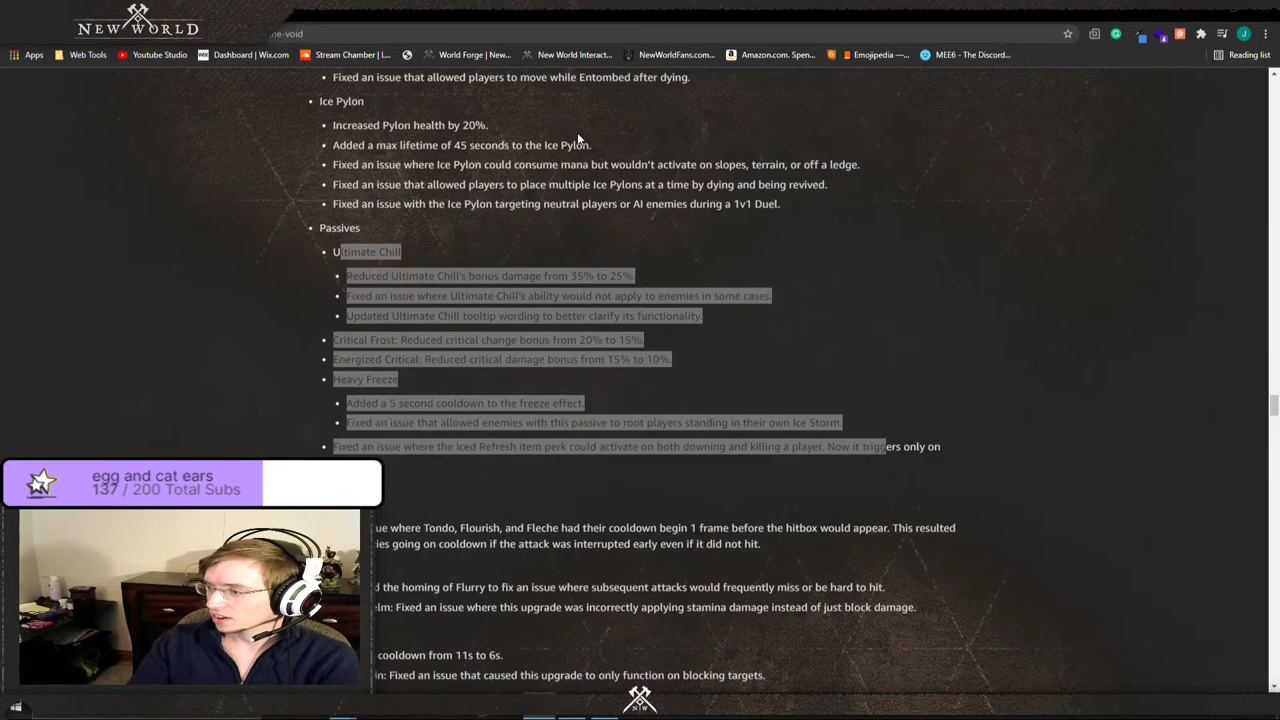 NEW WORLD
ne-void
Apps
Web Tools
YouTube Studio
Dashboard | Wix.com
Stream Chamber | L...
World Forge | New...
New World Interact...
NewWorldFans.com...
Amazon.com. Spen...
Emojipedia —...
MEE6 - The Discord...
Reading list
• Fixed an issue that allowed players to move while Entombed after dying.
• Ice Pylon
• Increased Pylon health by 20%.
• Added a max lifetime of 45 seconds to the Ice Pylon.
• Fixed an issue where Ice Pylon could consume mana but wouldn't activate on slopes, terrain, or off a ledge.
• Fixed an issue that allowed players to place multiple Ice Pylons at a time by dying and being revived.
• Fixed an issue with the Ice Pylon targeting neutral players or AI enemies during a 1v1 Duel.
• Passives
• Ultimate Chill
• Reduced Ultimate Chill's bonus damage from 35% to 25%.
• Fixed an issue where Ultimate Chill's ability would not apply to enemies in some cases.
• Updated Ultimate Chill tooltip wording to better clarify its functionality.
• Critical Frost: Reduced critical change bonus from 20% to 15%.
• Energized Critical: Reduced critical damage bonus from 15% to 10%.
• Heavy Freeze
• Added a 5 second cooldown to the freeze effect.
• Fixed an issue that allowed enemies with this passive to root players standing in their own Ice Storm.
• Fixed an issue where the Iced Refresh item perk could activate on both downing and killing a player. Now it triggers only on
egg and cat ears
137 / 200 Total Subs
ue where Tondo, Flourish, and Fleche had their cooldown begin 1 frame before the hitbox would appear. This resulted
ies going on cooldown if the attack was interrupted early even if it did not hit.
d the homing of Flurry to fix an issue where subsequent attacks would frequently miss or be hard to hit.
elm: Fixed an issue where this upgrade was incorrectly applying stamina damage instead of just block damage.
cooldown from 11s to 6s.
in: Fixed an issue that caused this upgrade to only function on blocking targets.
N W